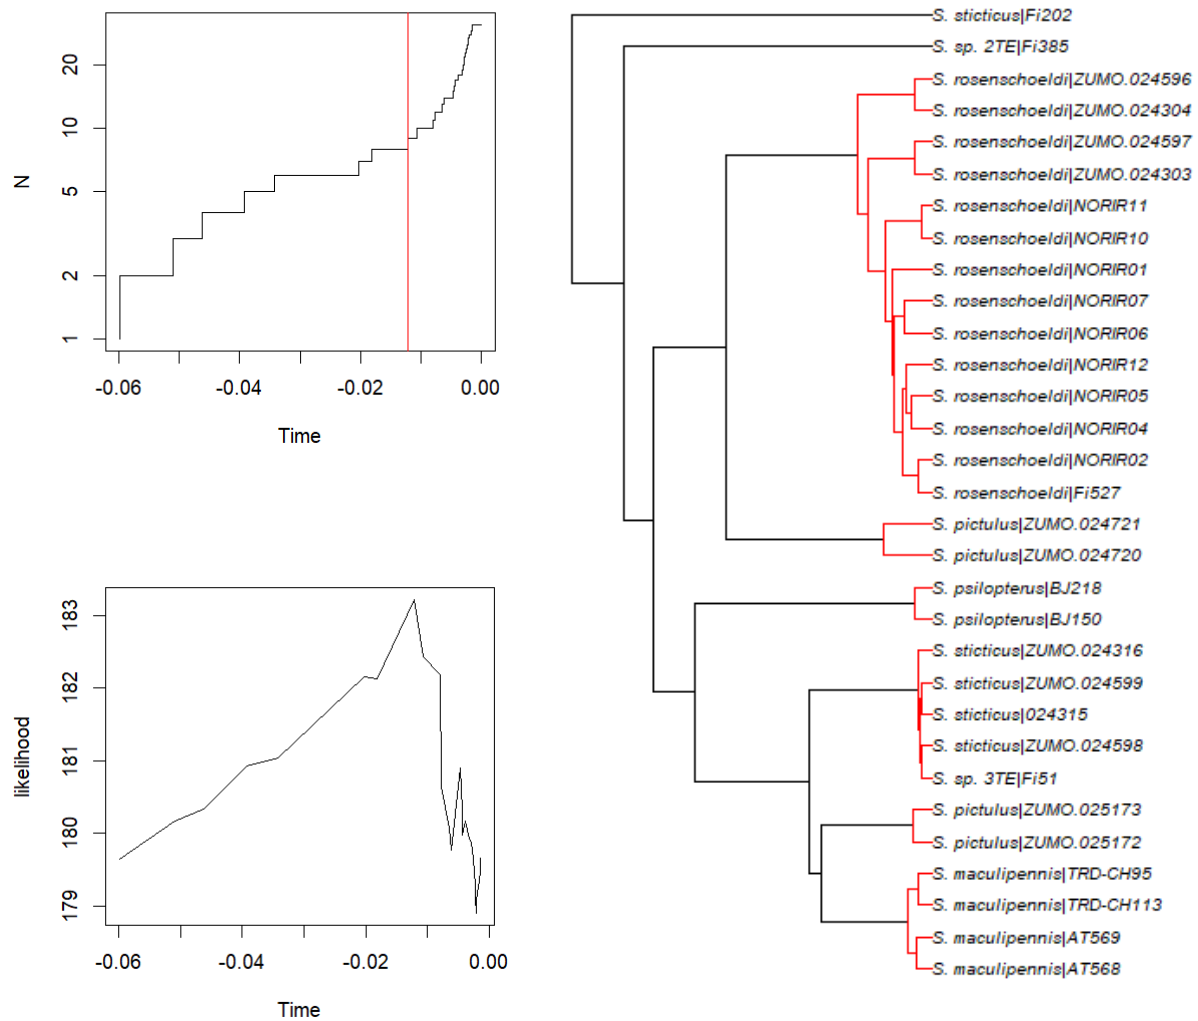 20
10
5
2
1
N
-0.06
-0.04
-0.02
0.00
Time
183
182
181
180
179
likelihood
-0.06
-0.04
-0.02
0.00
Time
S. sticticus|Fi202
S. sp. 2TE|Fi385
S. rosenschoeldi|ZUMO.024596
S. rosenschoeldi|ZUMO.024304
S. rosenschoeldi|ZUMO.024597
S. rosenschoeldi|ZUMO.024303
S. rosenschoeldi|NORIR11
S. rosenschoeldi|NORIR10
S. rosenschoeldi|NORIR01
S. rosenschoeldi|NORIR07
S. rosenschoeldi|NORIR06
S. rosenschoeldi|NORIR12
S. rosenschoeldi|NORIR05
S. rosenschoeldi|NORIR04
S. rosenschoeldi|NORIR02
S. rosenschoeldi|Fi527
S. pictulus|ZUMO.024721
S. pictulus|ZUMO.024720
S. psilopterus|BJ218
S. psilopterus|BJ150
S. sticticus|ZUMO.024316
S. sticticus|ZUMO.024599
S. sticticus|024315
S. sticticus|ZUMO.024598
S. sp. 3TE|Fi51
S. pictulus|ZUMO.025173
S. pictulus|ZUMO.025172
S. maculipennis|TRD-CH95
S. maculipennis|TRD-CH113
S. maculipennis|AT569
S. maculipennis|AT568